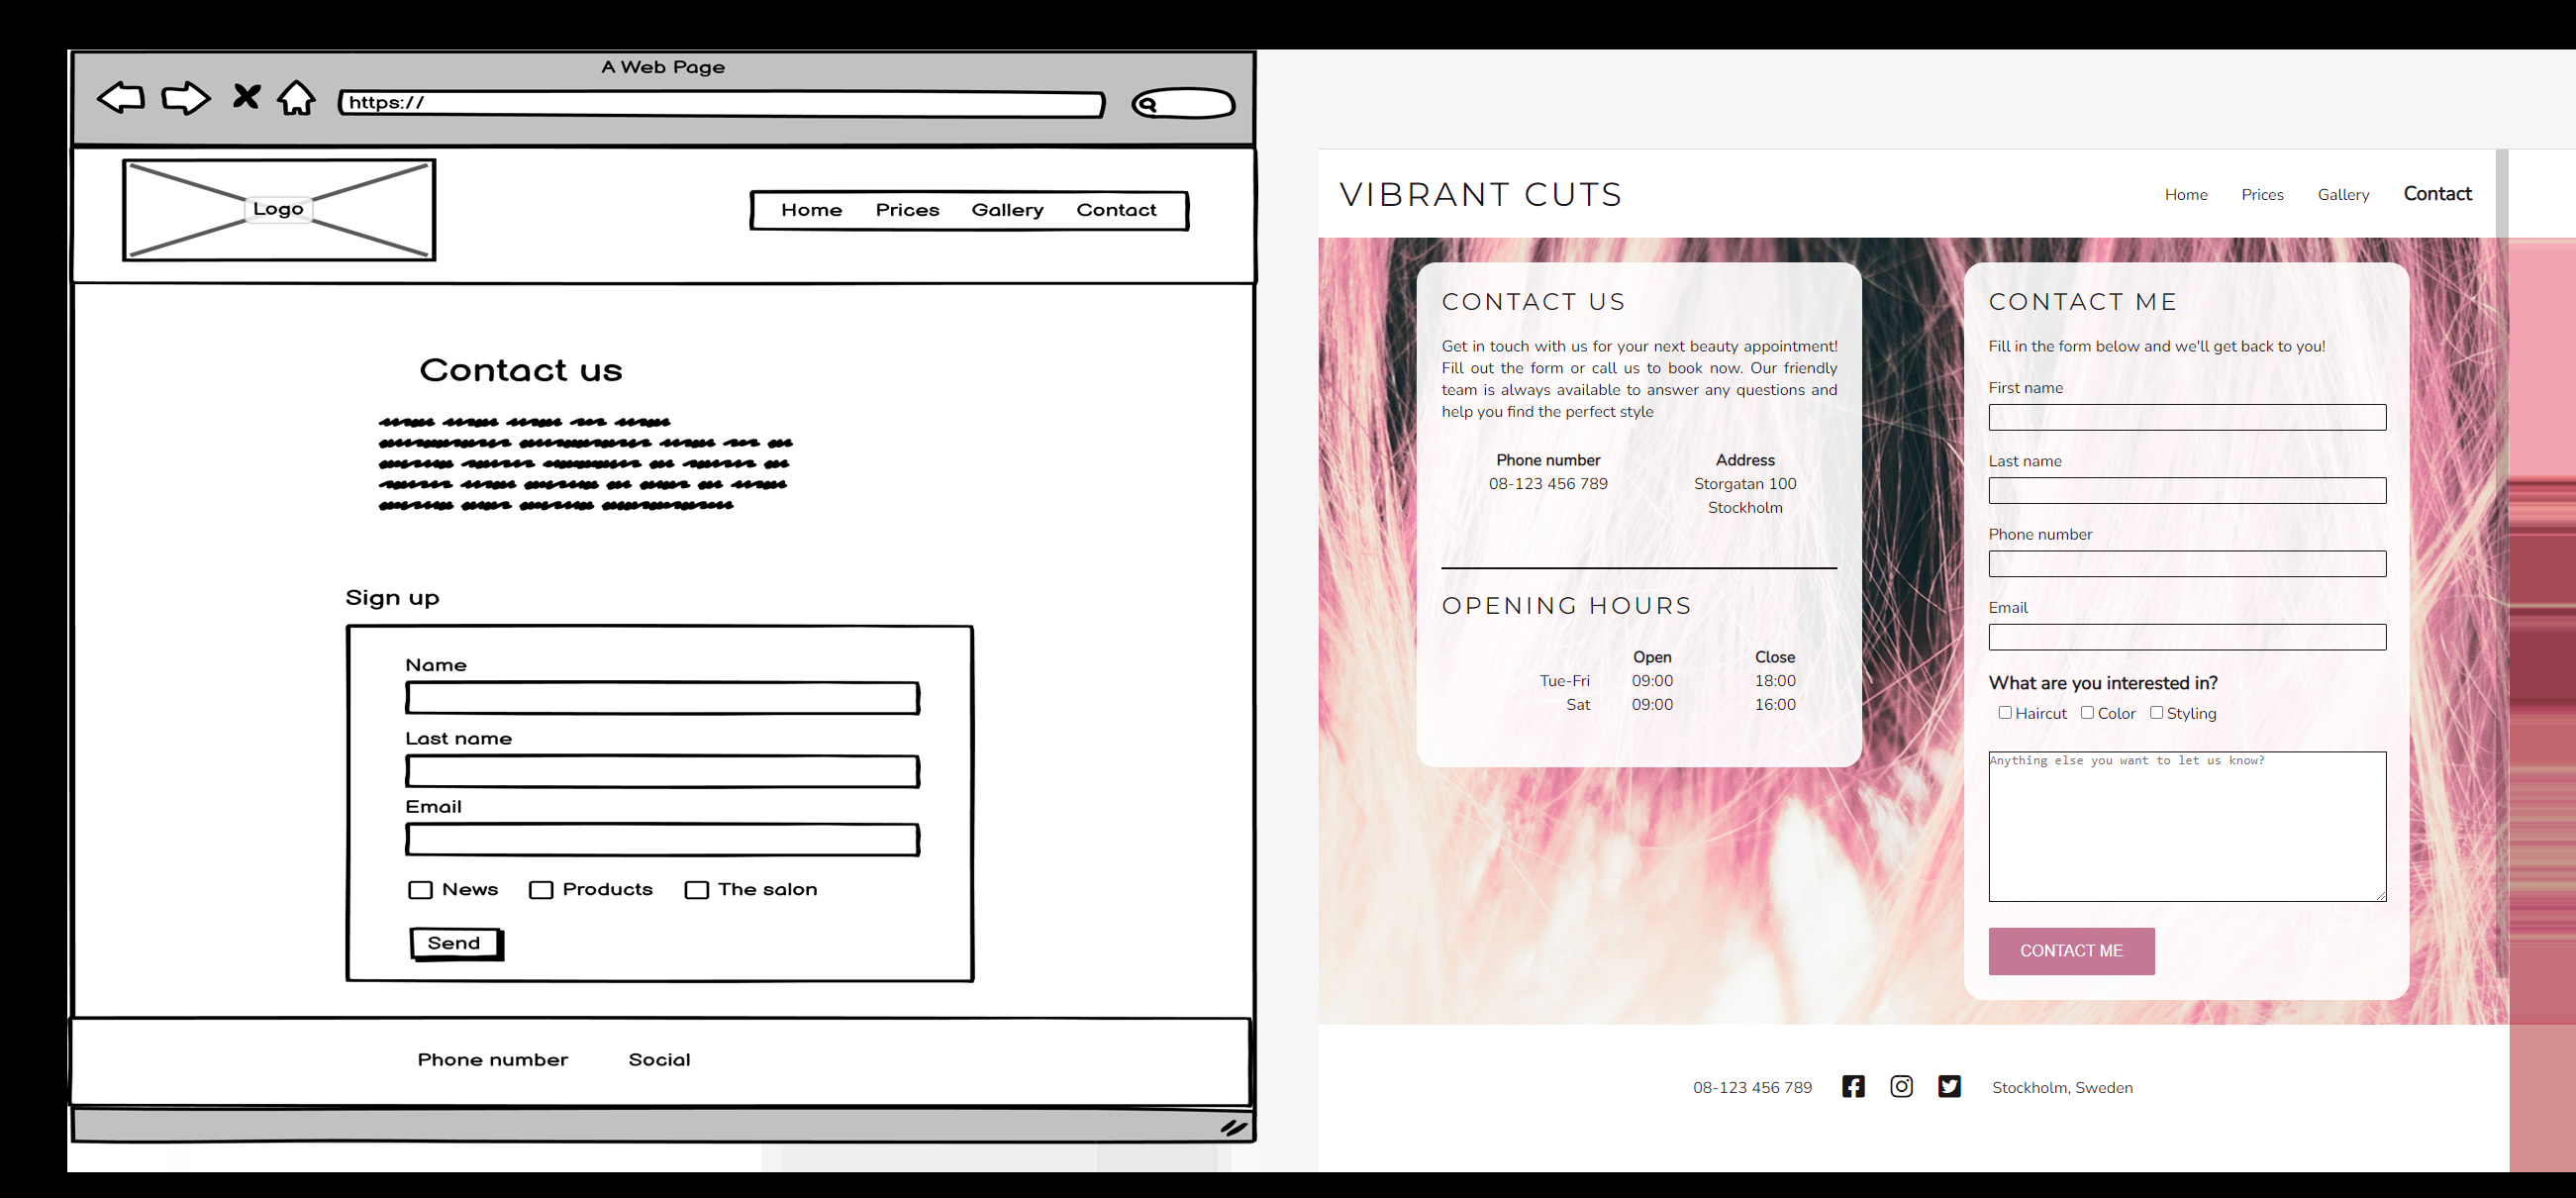 A Web Page
https://
Logo
Home Prices Gallery Contact
Contact us
Sign up
Name
Last name
Email
News Products The salon
Send
Phone number Social
VIBRANT CUTS
Home Prices Gallery Contact
CONTACT US
Get in touch with us for your next beauty appointment!
Fill out the form or call us to book now. Our friendly
team is always available to answer any questions and
help you find the perfect style
Phone number Address
08-123 456 789 Storgatan 100
Stockholm
OPENING HOURS
Open Close
Tue-Fri 09:00 18:00
Sat 09:00 16:00
CONTACT ME
Fill in the form below and we'll get back to you!
First name
Last name
Phone number
Email
What are you interested in?
Haircut Color Styling
Anything else you want to let us know?
CONTACT ME
08-123 456 789 Stockholm, Sweden